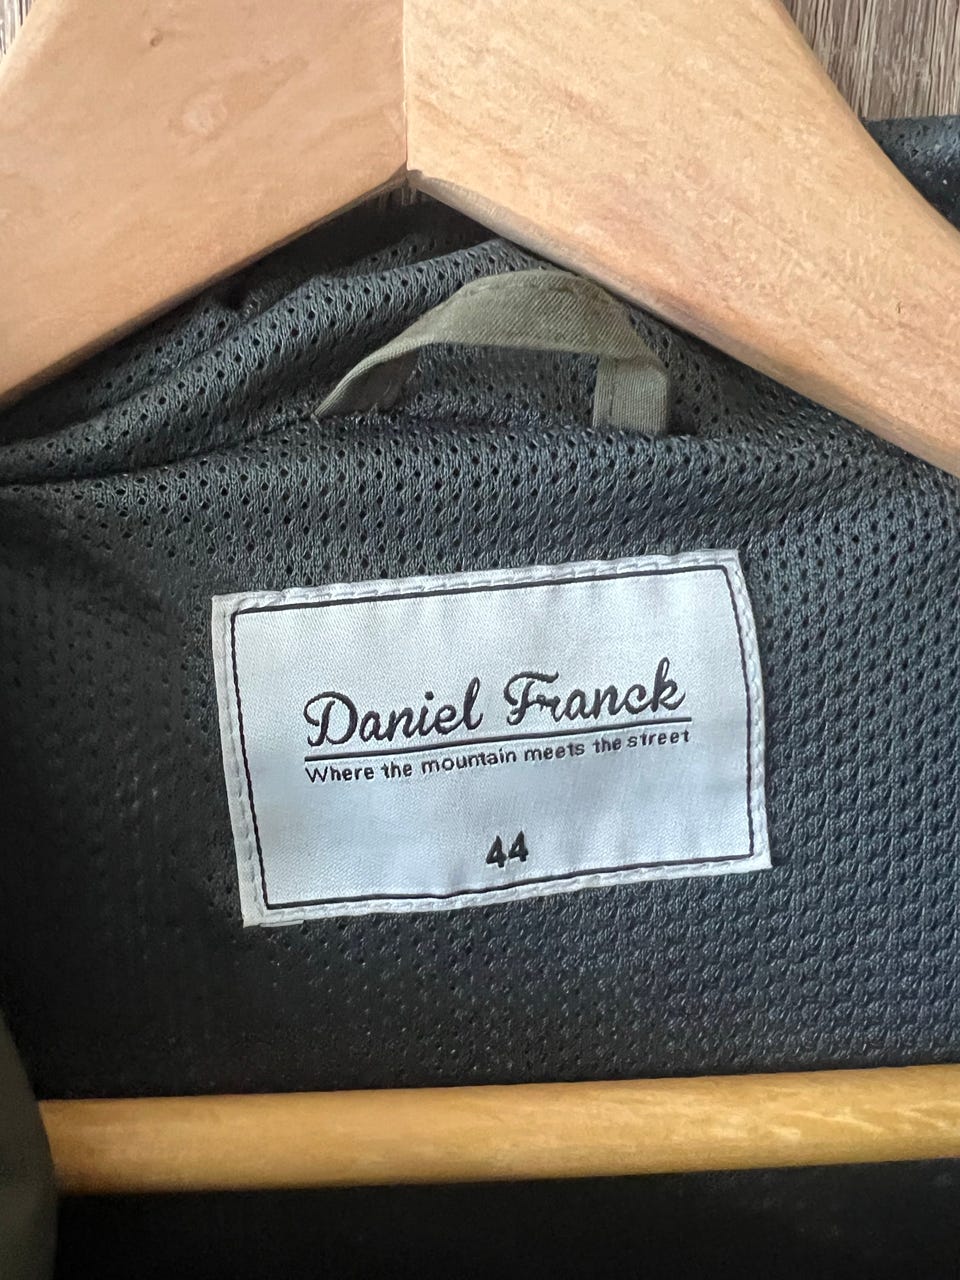 Daniel Franck
Where the mountain meets the street
44